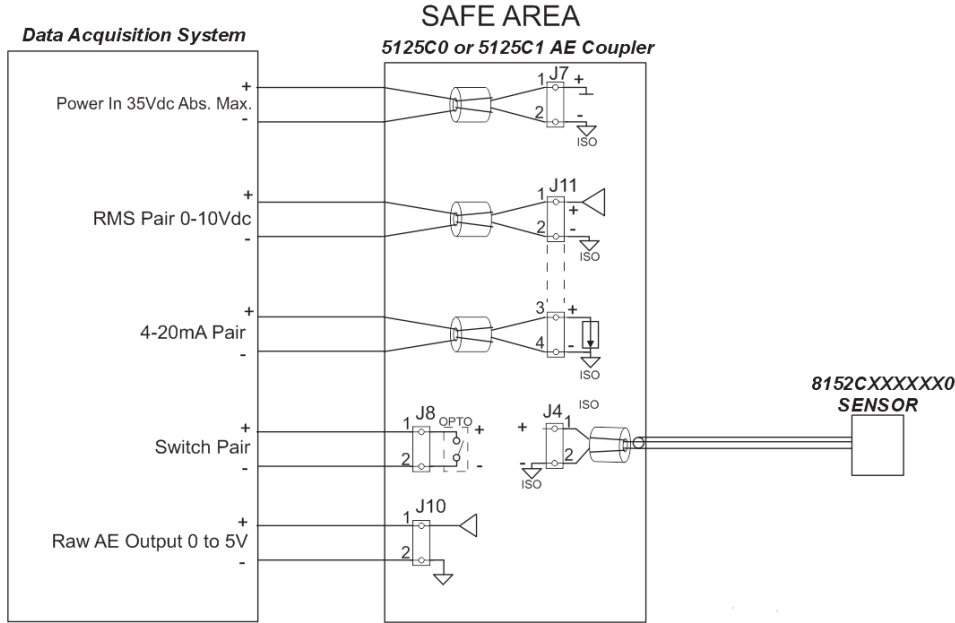 SAFE AREA
Data Acquisition System
5125C0 or 5125C1 AE Coupler
J7
+ 1 +
Power In 35Vdc Abs. Max.
- 2 -
ISO
J11
+ 1
RMS Pair 0-10Vdc
+
- 2 -
ISO
+ 3 +
4-20mA Pair
- 4 -
ISO
8152CXXXXXX0
SENSOR
ISO
J8 OPTO J4
+ 1 + + 1
Switch Pair
- 2 - - 2
ISO
J10
+ 1
Raw AE Output 0 to 5V
- 2